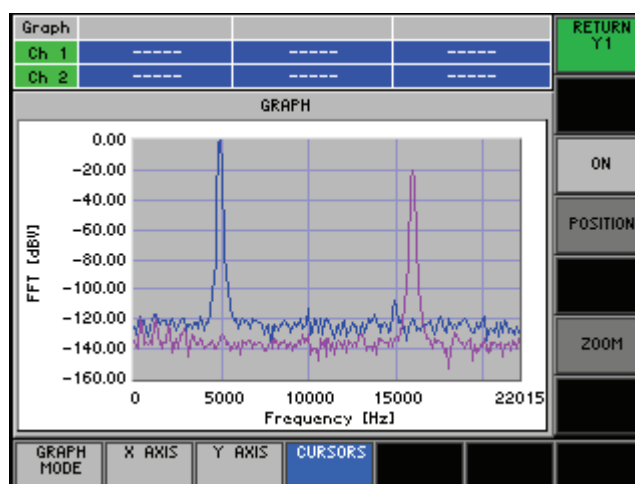 Graph
Ch 1 ----- ----- -----
Ch 2 ----- ----- -----
GRAPH
0.00
-20.00
-40.00
-60.00
-80.00
-100.00
-120.00
-140.00
-160.00
FFT [dBV]
0 5000 10000 15000 22015
Frequency [Hz]
RETURN
Y1
ON
POSITION
ZOOM
GRAPH
MODE
X AXIS
Y AXIS
CURSORS